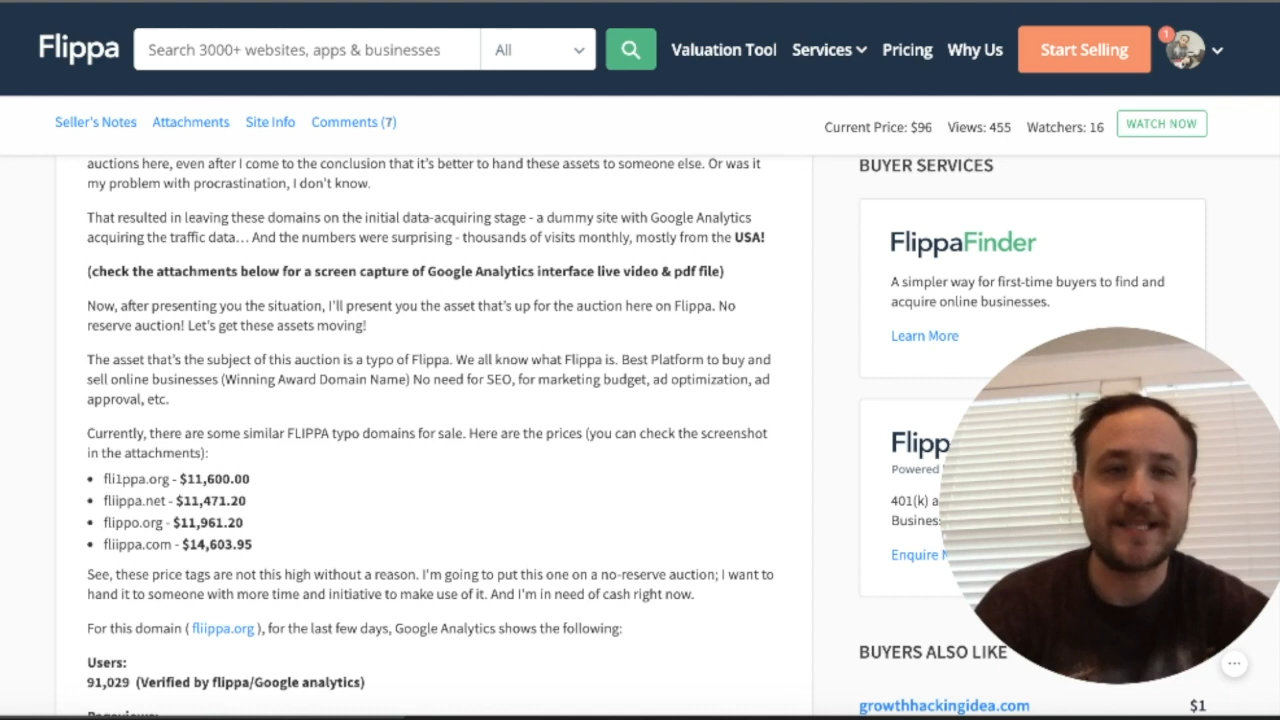 Flippa
Search 3000+ websites, apps & businesses
All
Valuation Tool
Services
Pricing
Why Us
Start Selling
1
Seller's Notes
Attachments
Site Info
Comments (7)
Current Price: $96
Views: 455
Watchers: 16
WATCH NOW
auctions here, even after I come to the conclusion that it's better to hand these assets to someone else. Or was it
my problem with procrastination, I don't know.
That resulted in leaving these domains on the initial data-acquiring stage - a dummy site with Google Analytics
acquiring the traffic data... And the numbers were surprising - thousands of visits monthly, mostly from the USA!
(check the attachments below for a screen capture of Google Analytics interface live video & pdf file)
Now, after presenting you the situation, I'll present you the asset that's up for the auction here on Flippa. No
reserve auction! Let's get these assets moving!
The asset that's the subject of this auction is a typo of Flippa. We all know what Flippa is. Best Platform to buy and
sell online businesses (Winning Award Domain Name) No need for SEO, for marketing budget, ad optimization, ad
approval, etc.
Currently, there are some similar FLIPPA typo domains for sale. Here are the prices (you can check the screenshot
in the attachments):
• fli1ppa.org - $11,600.00
• fliippa.net - $11,471.20
• flippo.org - $11,961.20
• fliippa.com - $14,603.95
See, these price tags are not this high without a reason. I'm going to put this one on a no-reserve auction; I want to
hand it to someone with more time and initiative to make use of it. And I'm in need of cash right now.
For this domain ( fliippa.org ), for the last few days, Google Analytics shows the following:
Users:
91,029 (Verified by flippa/Google analytics)
Pageviews:
BUYER SERVICES
FlippaFinder
A simpler way for first-time buyers to find and
acquire online businesses.
Learn More
Flipp
Powered
401(k) a
Busines
Enquire
BUYERS ALSO LIKE
growthhackingidea.com
$1